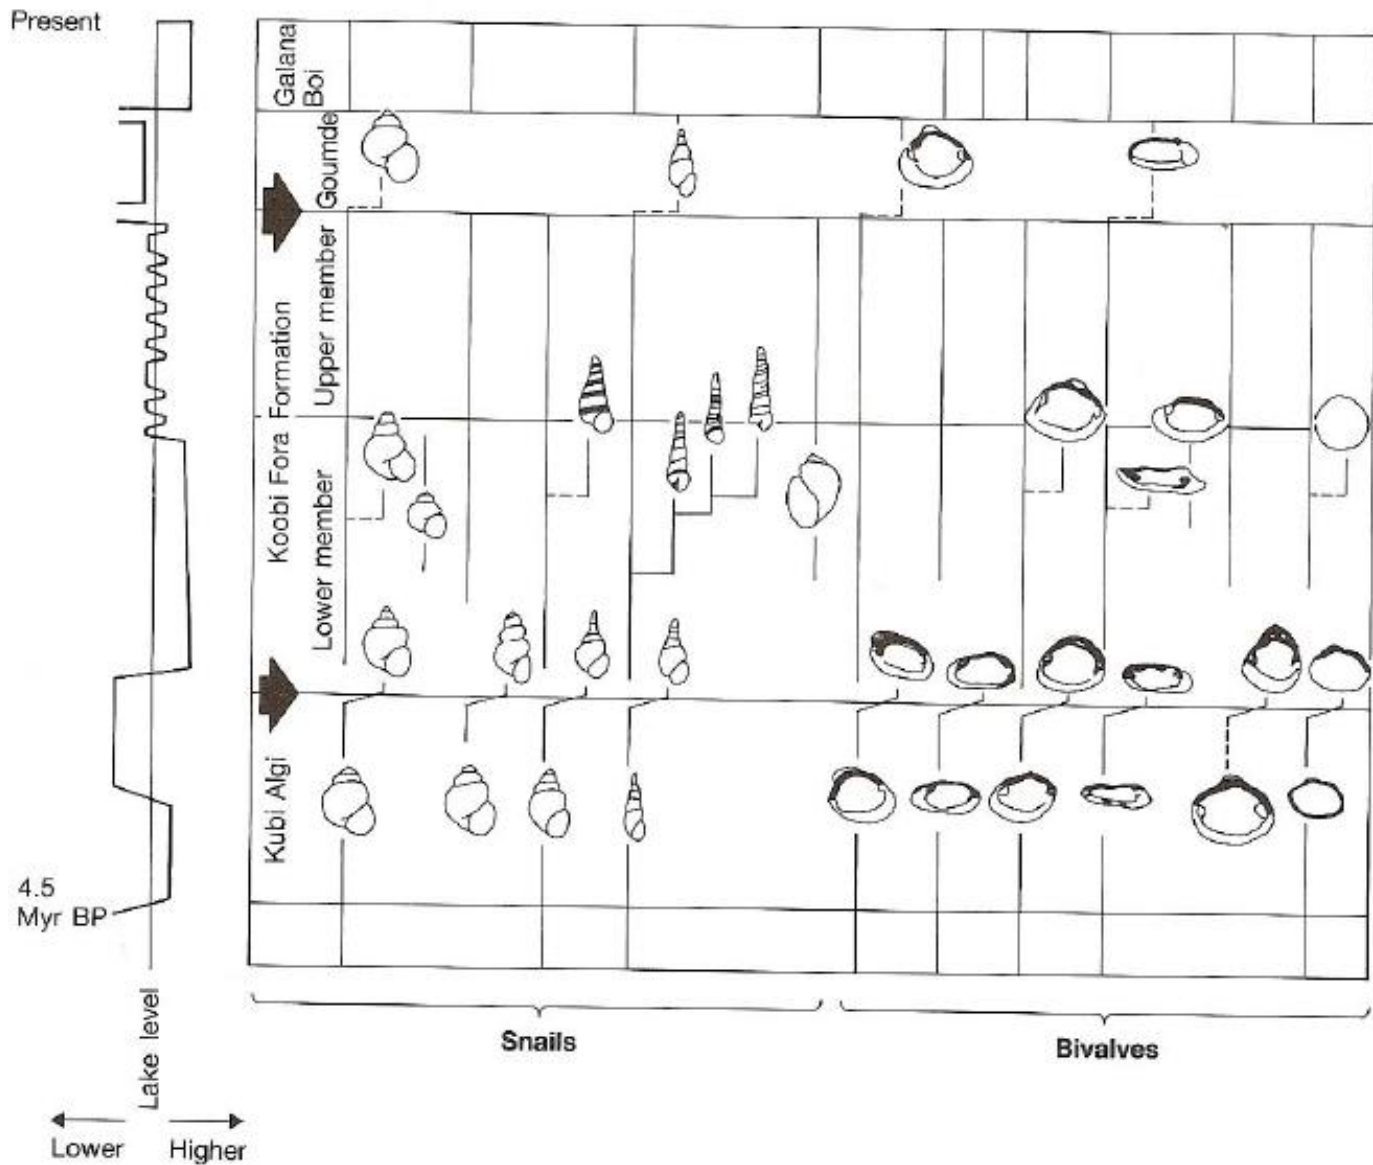 Present
Galana
Boi
Goumde
Upper member
Koobi Fora Formation
Lower member
Kubi Algi
4.5
Myr BP
Lake level
Lower
Higher
Snails
Bivalves